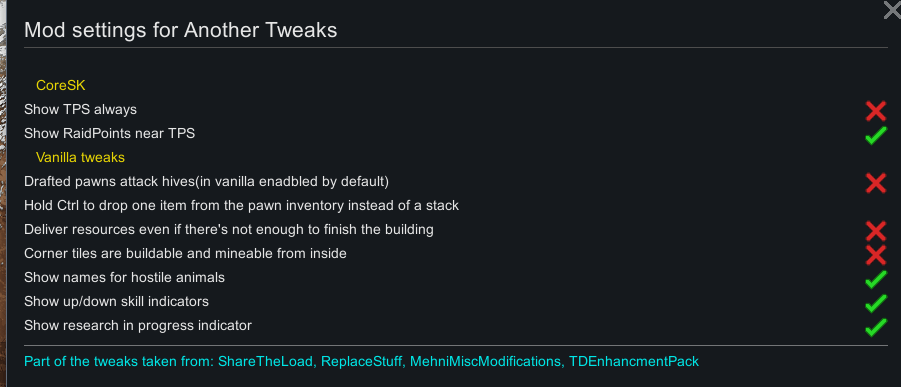 Mod settings for Another Tweaks
CoreSK
Show TPS always
Show RaidPoints near TPS
Vanilla tweaks
Drafted pawns attack hives(in vanilla enadbled by default)
Hold Ctrl to drop one item from the pawn inventory instead of a stack
Deliver resources even if there's not enough to finish the building
Corner tiles are buildable and mineable from inside
Show names for hostile animals
Show up/down skill indicators
Show research in progress indicator
Part of the tweaks taken from: ShareTheLoad, ReplaceStuff, MehniMiscModifications, TDEnhancmentPack